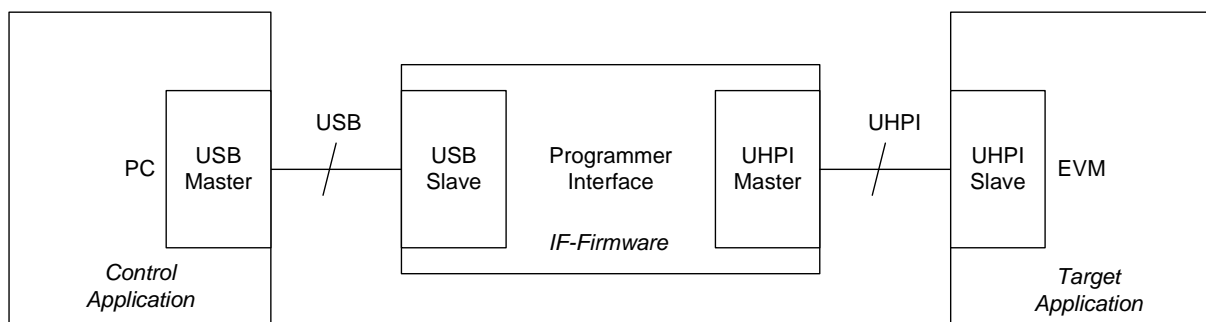 PC
USB
Master
Control
Application
USB
USB
Slave
Programmer
Interface
IF-Firmware
UHPI
Master
UHPI
UHPI
Slave
EVM
Target
Application